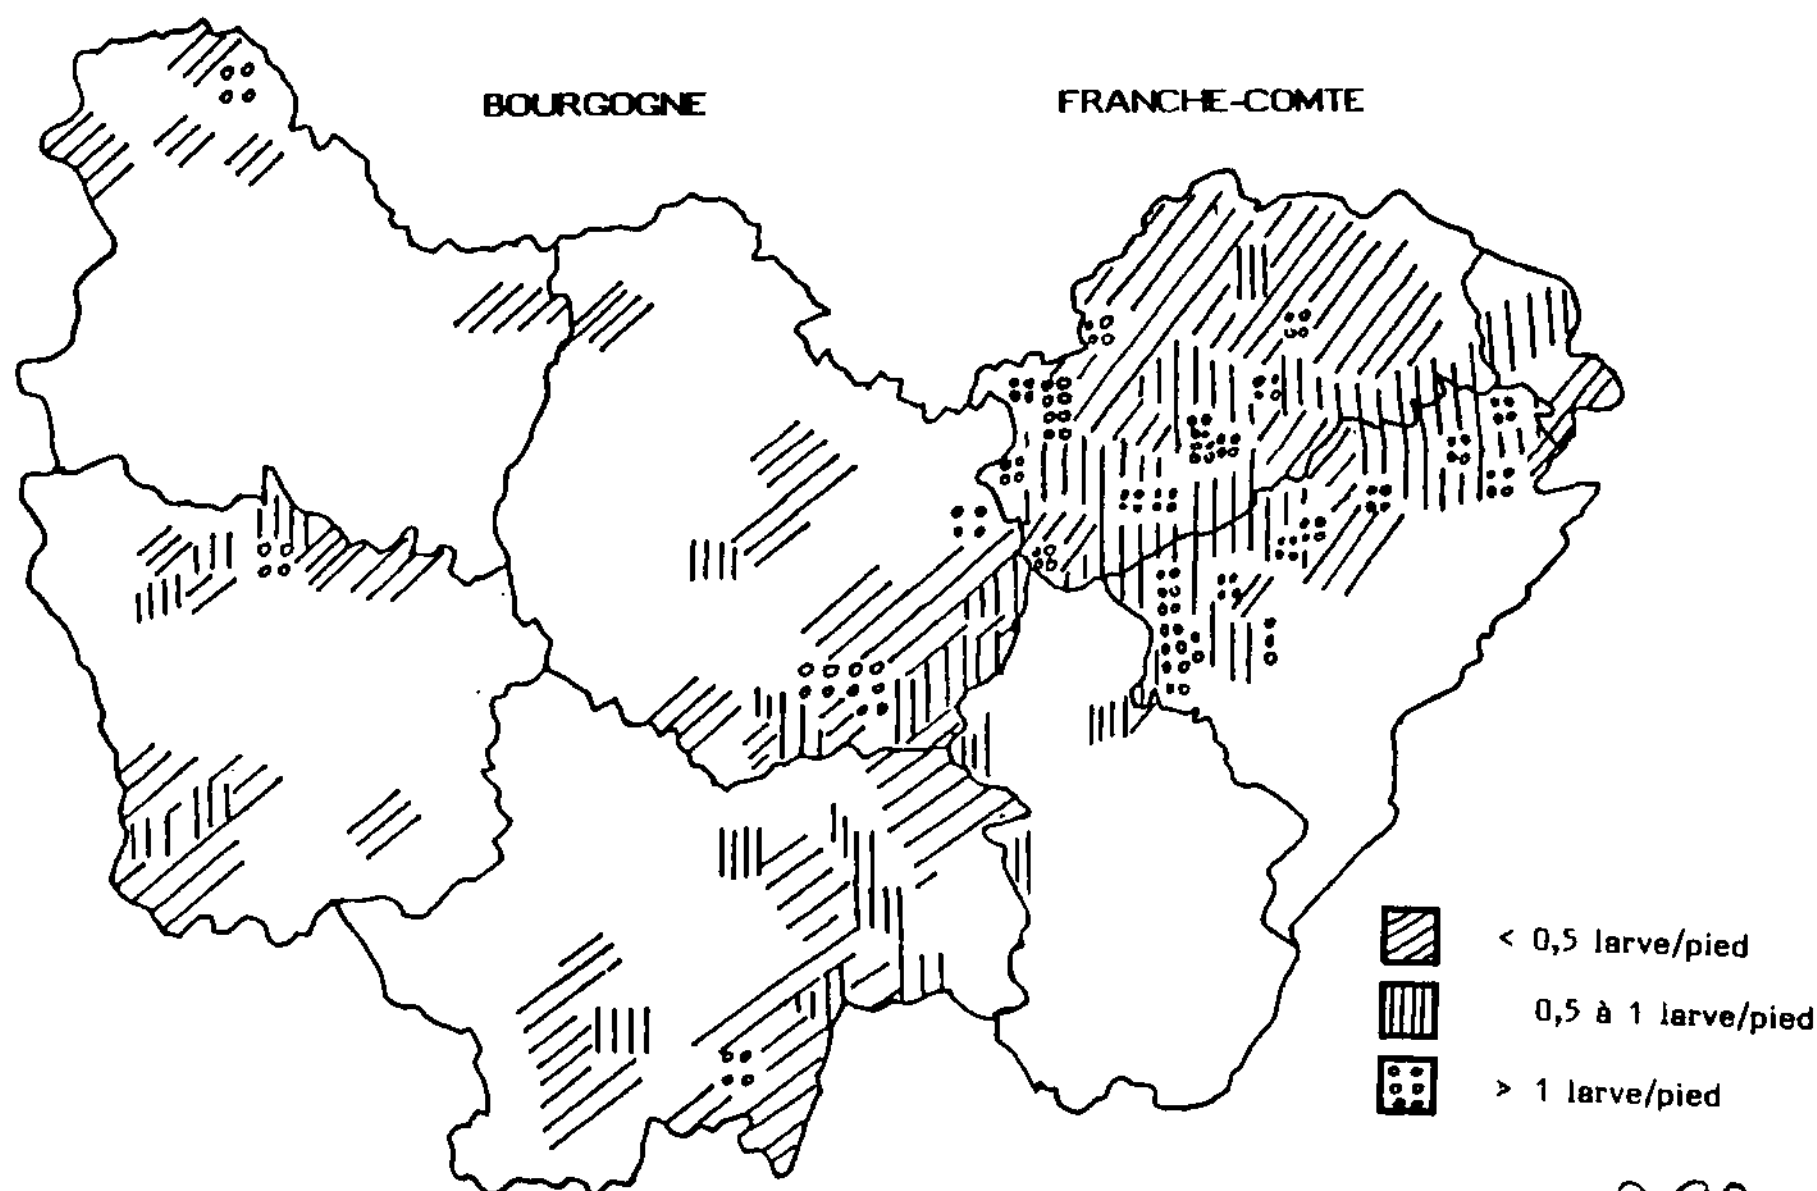 BOURGOGNE
FRANCHE-COMTE
< 0,5 larve/pied
0,5 à 1 larve/pied
> 1 larve/pied